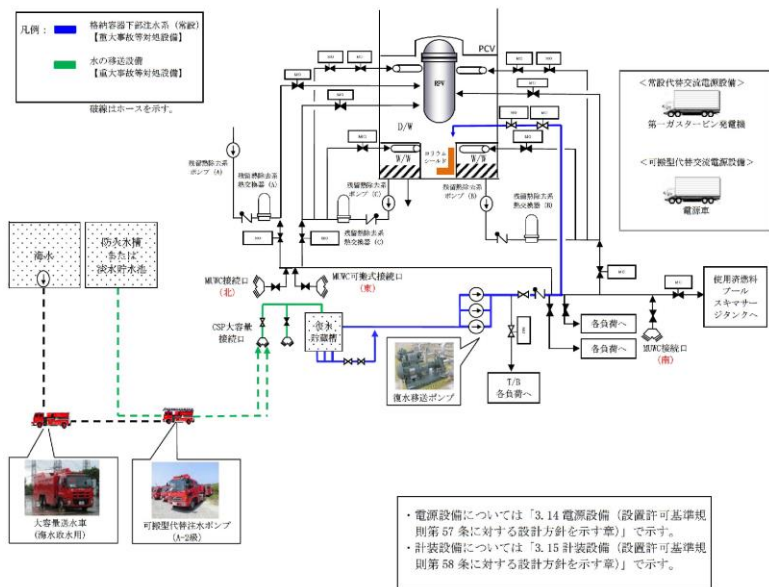 凡例：
格納容器下部注水系（常設）
【重大事故等対処設備】
水の移送設備
【重大事故等対処設備】
破線はホースを示す。
PCV
RPV
D/W
W/W
W/W
コリウム
シールド
MO
MO
MO
MO
MO
MO
MO
MO
MO
MO
＜常設代替交流電源設備＞
第一ガスタービン発電機
＜可搬型代替交流電源設備＞
電源車
残留熱除去系
ポンプ（A）
残留熱除去系
熱交換器（A）
残留熱除去系
ポンプ（C）
残留熱除去系
熱交換器（C）
残留熱除去系
ポンプ（B）
残留熱除去系
熱交換器（B）
海水
防火水槽
または
淡水貯水池
MUWC接続口
（北）
MUWC可搬式接続口
（東）
CSP大容量
接続口
復水
貯蔵槽
復水移送ポンプ
T/B
各負荷へ
各負荷へ
各負荷へ
MUWC接続口
（南）
使用済燃料
プール
スキマサー
ジタンクへ
大容量送水車
（海水取水用）
可搬型代替注水ポンプ
（A-2級）
・電源設備については「3.14 電源設備（設置許可基準規
則第57条に対する設計方針を示す章）」で示す。
・計装設備については「3.15 計装設備（設置許可基準規
則第58条に対する設計方針を示す章）」で示す。